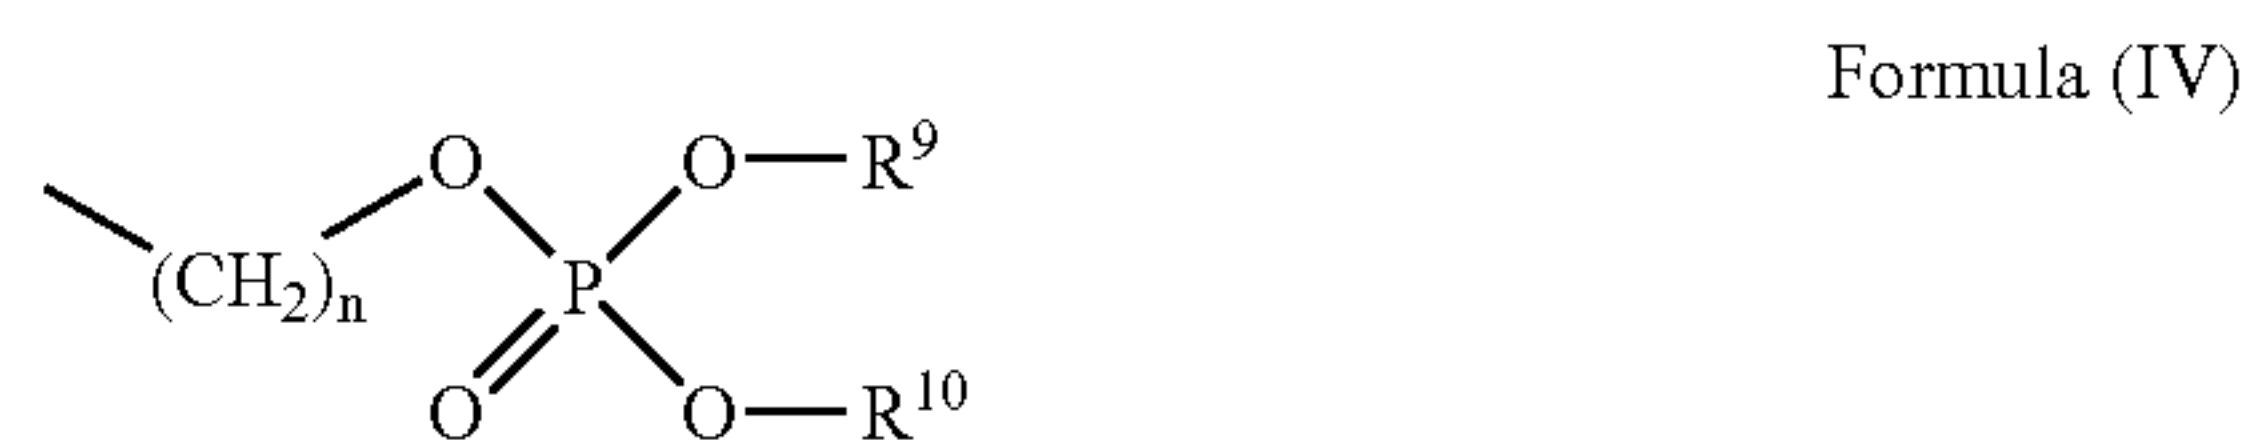 Formula (IV)
O O R⁹
(CH₂)ₙ P
O O R¹⁰